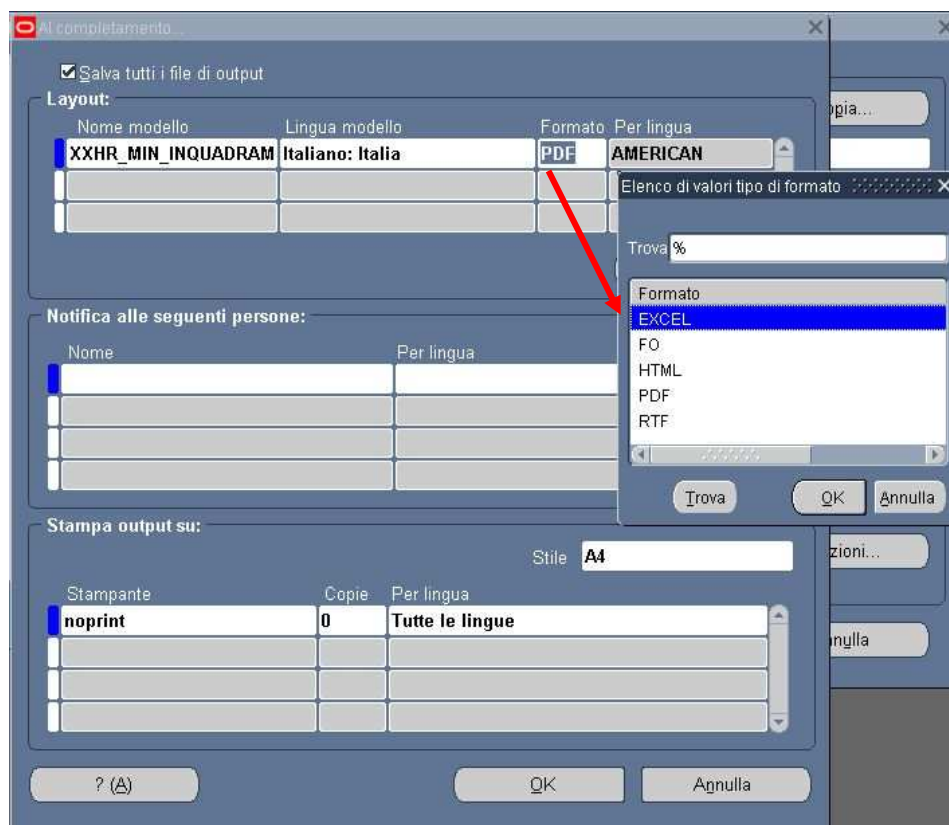 Al completamento...
Salva tutti i file di output
Layout:
Nome modello Lingua modello Formato Per lingua
XXHR_MIN_INQUADRAM Italiano: Italia PDF AMERICAN
Notifica alle seguenti persone:
Nome Per lingua
Stampa output su:
Stile A4
Stampante Copie Per lingua
noprint 0 Tutte le lingue
? (A) OK Annulla
Elenco di valori tipo di formato
Trova %
Formato
EXCEL
FO
HTML
PDF
RTF
Trova OK Annulla
opia...
zioni...
nnulla